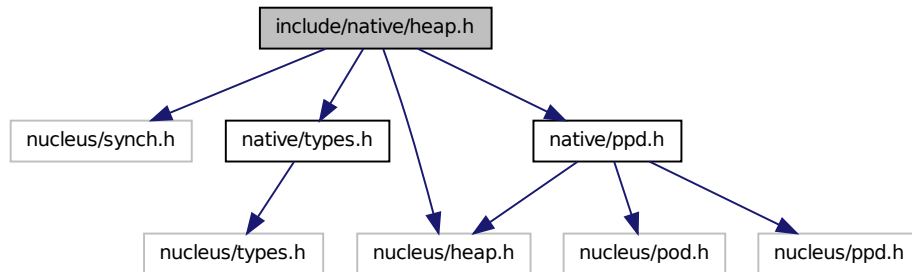 include/native/heap.h
nucleus/synch.h
native/types.h
native/ppd.h
nucleus/types.h
nucleus/heap.h
nucleus/pod.h
nucleus/ppd.h